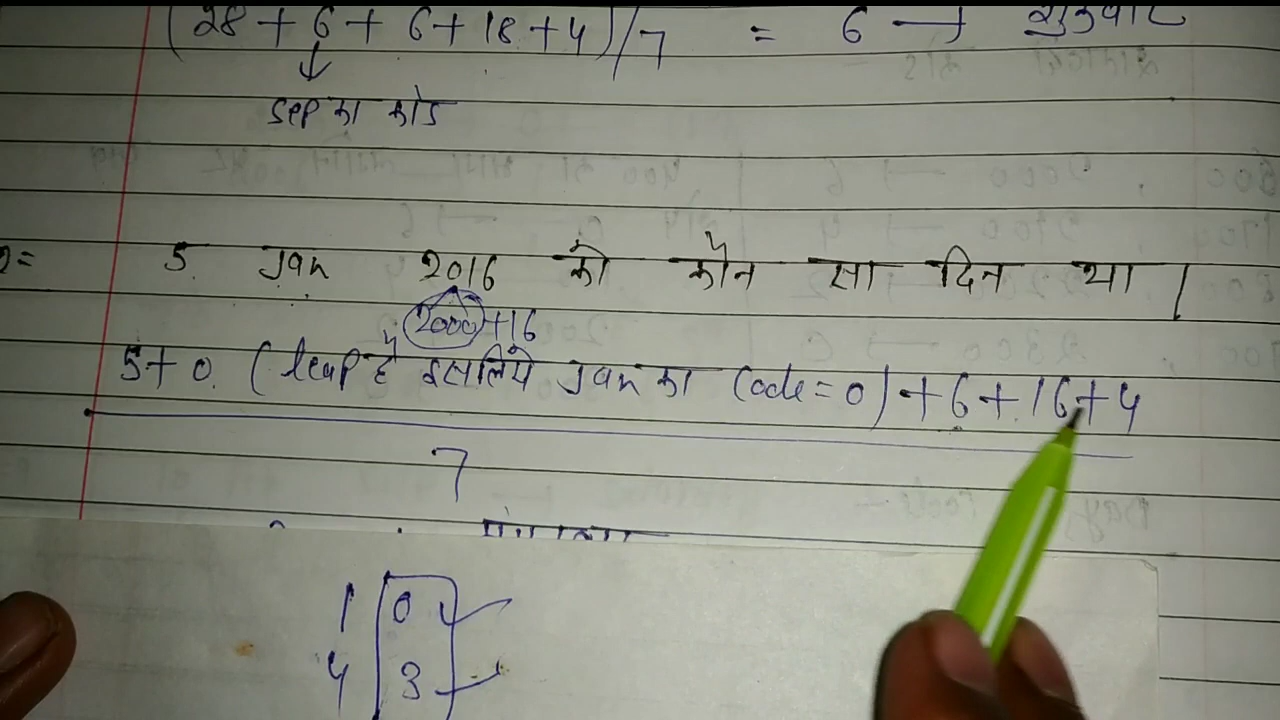 (28 + 6 + 6 + 18 + 4)/7 = 6 → शुक्रवार
Sep का कोड
5 Jan 2016 को कौन सा दिन था |
2000+16
5+0 (leap है इसलिये Jan का Code = 0) + 6 + 16 + 4
7
1 0
4 3